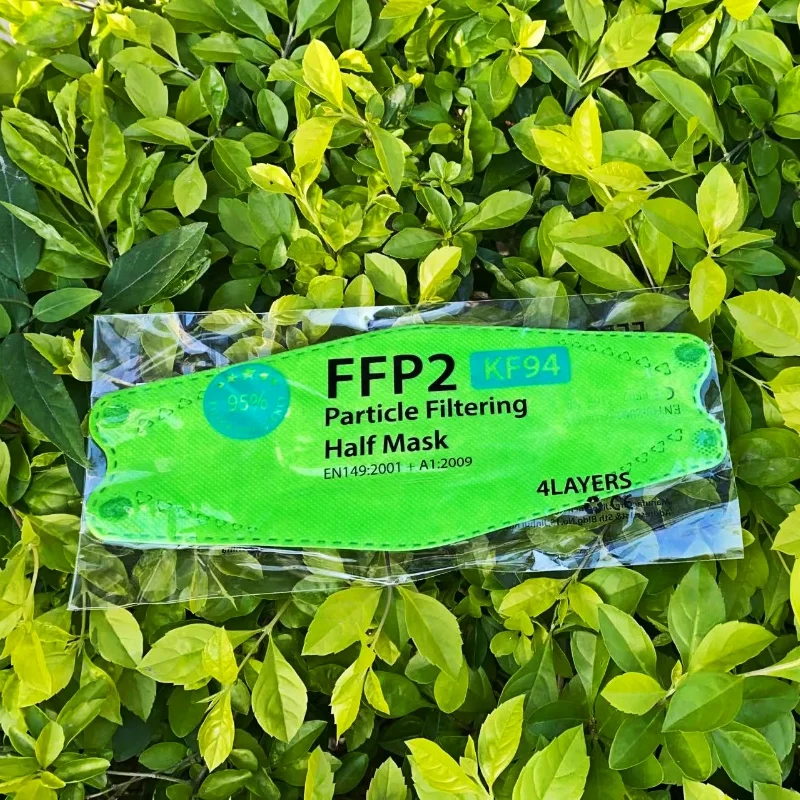 FFP2 KF94
95%
Particle Filtering
Half Mask
EN149:2001 + A1:2009
4LAYERS